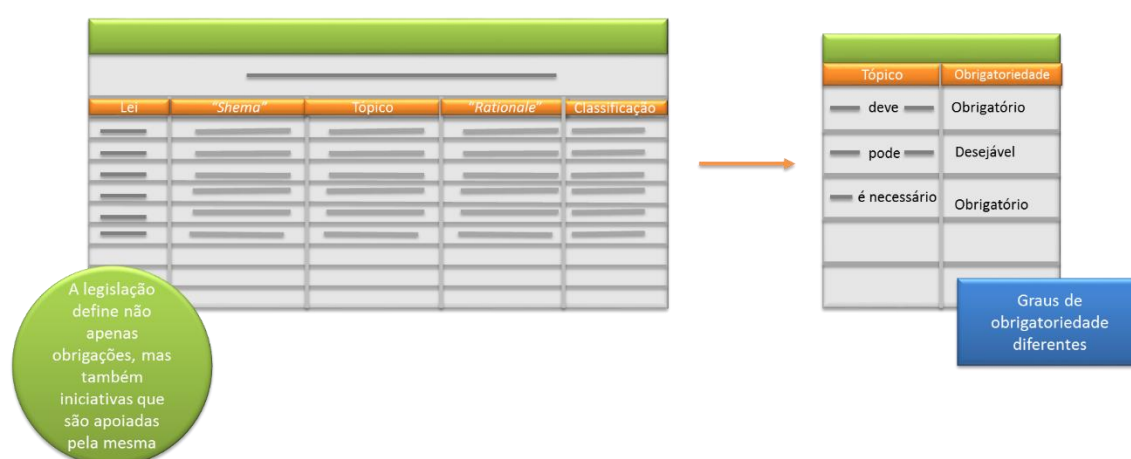 Lei "Shema" Tópico "Rationale" Classificação
Tópico Obrigatoriedade
deve Obrigatório
pode Desejável
é necessário Obrigatório
A legislação
define não
apenas
obrigações, mas
também
iniciativas que
são apoiadas
pela mesma
Graus de
obrigatoriedade
diferentes